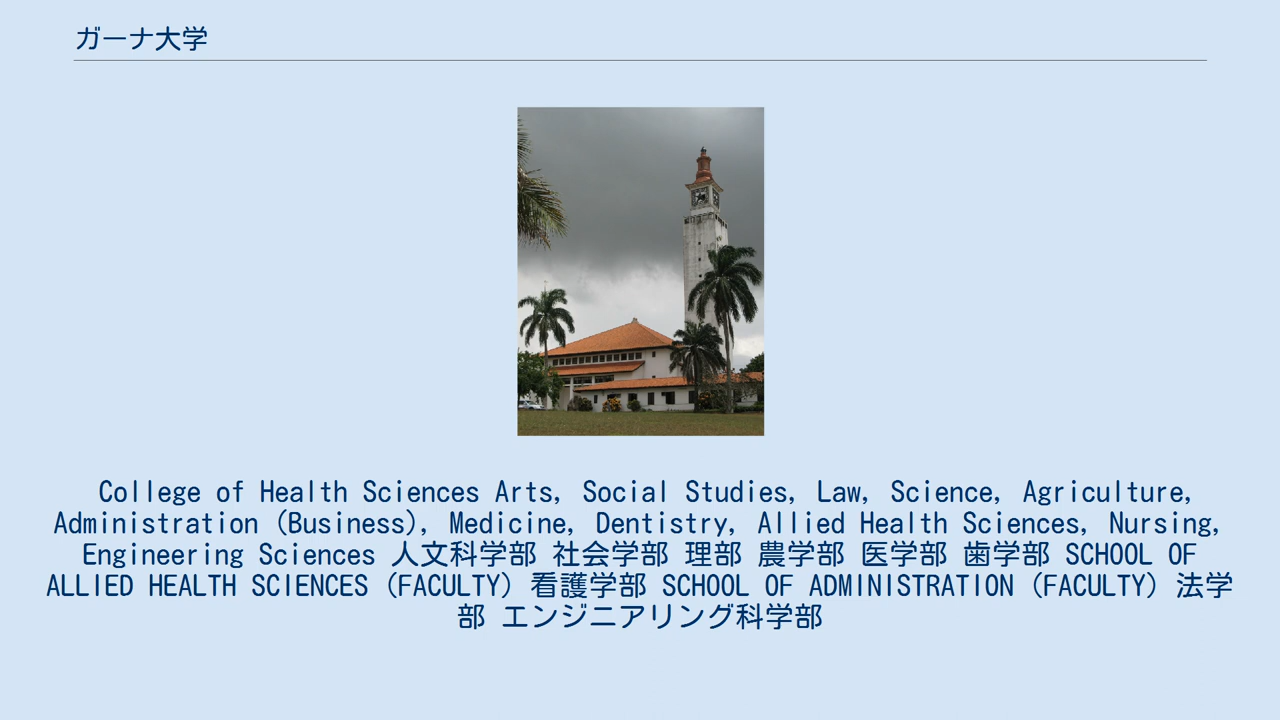 ガーナ大学
College of Health Sciences Arts, Social Studies, Law, Science, Agriculture,
Administration (Business), Medicine, Dentistry, Allied Health Sciences, Nursing,
Engineering Sciences 人文科学部 社会学部 理部 農学部 医学部 歯学部 SCHOOL OF
ALLIED HEALTH SCIENCES (FACULTY) 看護学部 SCHOOL OF ADMINISTRATION (FACULTY) 法学
部 エンジニアリング科学部